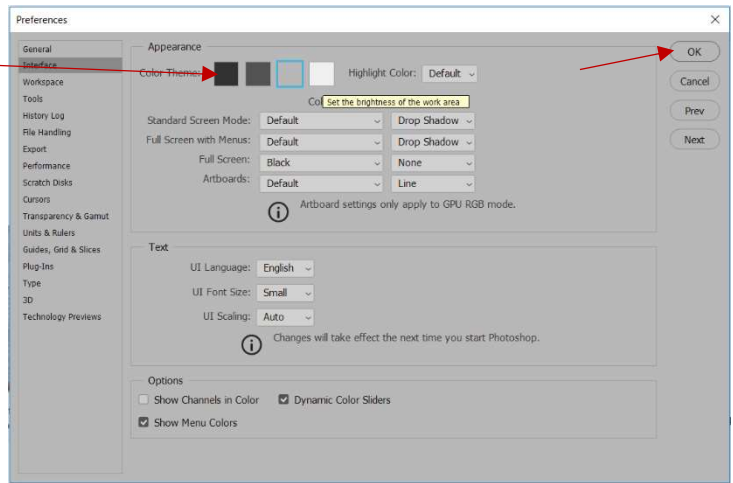 Preferences
General
Interface
Workspace
Tools
History Log
File Handling
Export
Performance
Scratch Disks
Cursors
Transparency & Gamut
Units & Rulers
Guides, Grid & Slices
Plug-Ins
Type
3D
Technology Previews
Appearance
Color Theme:
Highlight Color: Default
Col
Set the brightness of the work area
Standard Screen Mode: Default Drop Shadow
Full Screen with Menus: Default Drop Shadow
Full Screen: Black None
Artboards: Default Line
Artboard settings only apply to GPU RGB mode.
Text
UI Language: English
UI Font Size: Small
UI Scaling: Auto
Changes will take effect the next time you start Photoshop.
Options
Show Channels in Color Dynamic Color Sliders
Show Menu Colors
OK
Cancel
Prev
Next